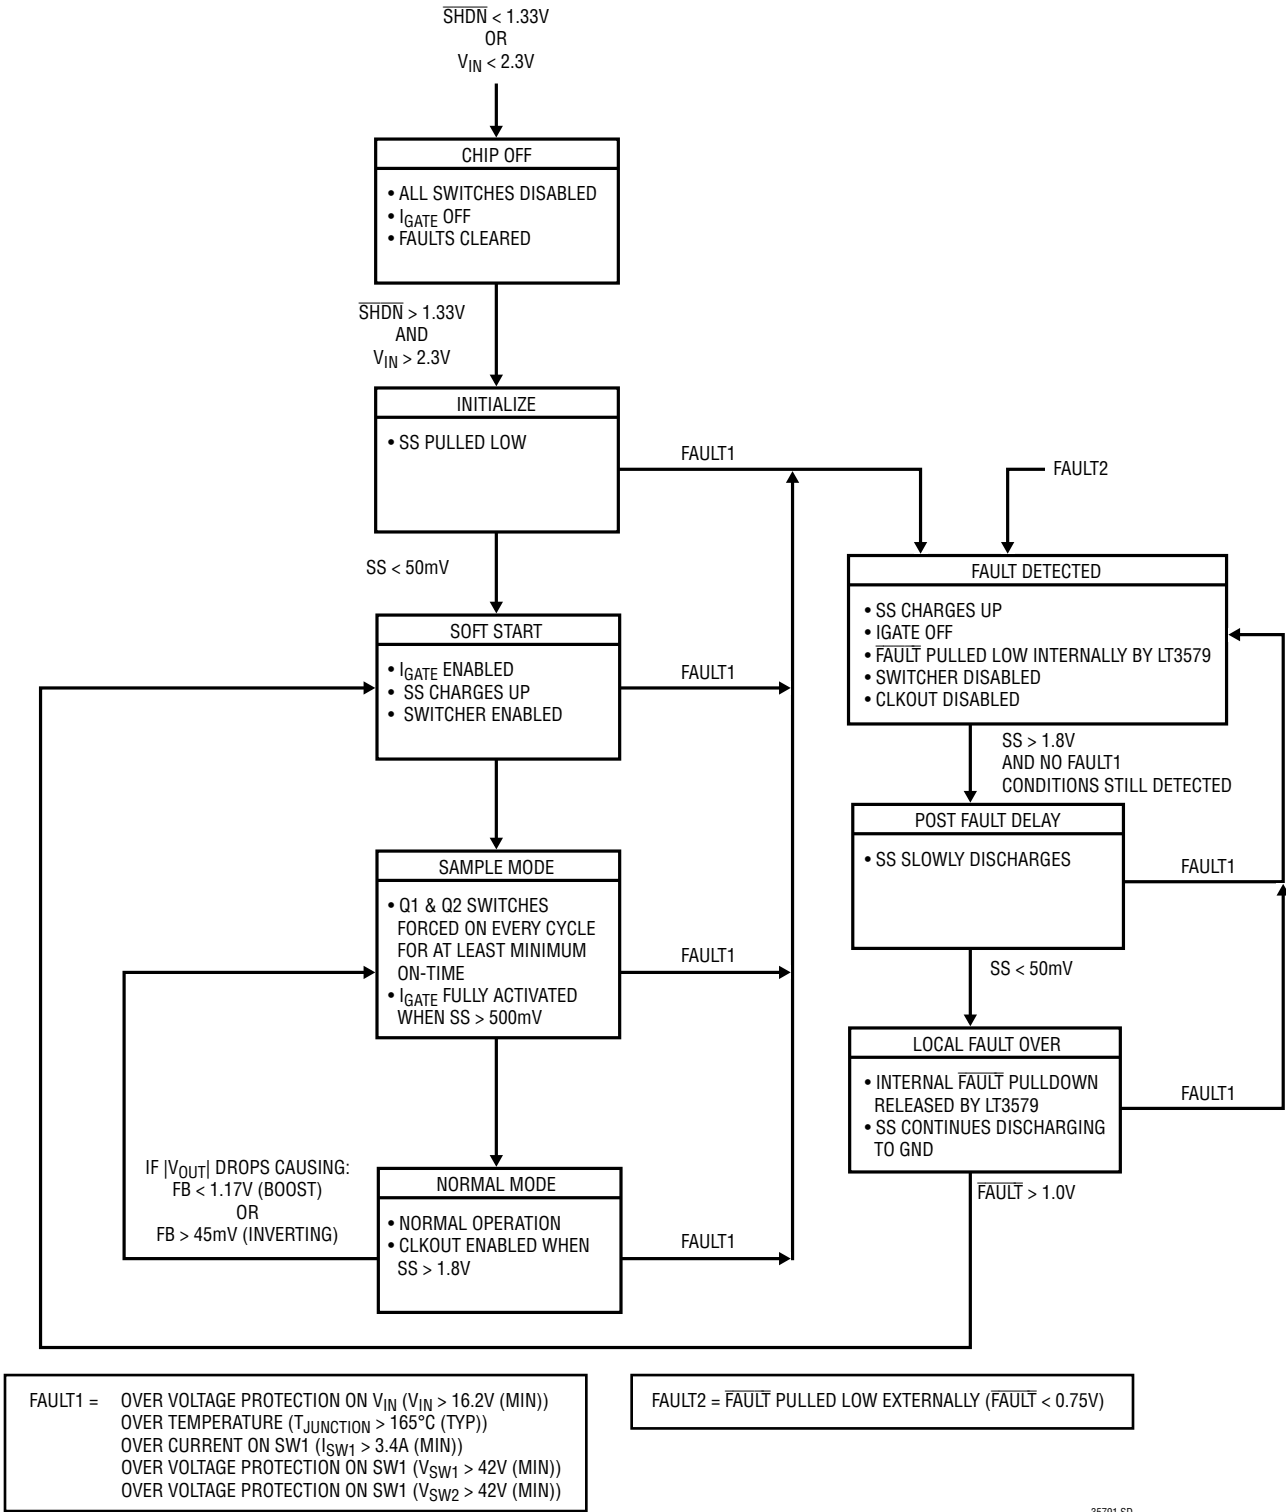 SHDN < 1.33V
OR
VIN < 2.3V
CHIP OFF
• ALL SWITCHES DISABLED
• IGATE OFF
• FAULTS CLEARED
SHDN > 1.33V
AND
VIN > 2.3V
INITIALIZE
• SS PULLED LOW
FAULT1
FAULT2
SS < 50mV
FAULT DETECTED
• SS CHARGES UP
• IGATE OFF
• FAULT PULLED LOW INTERNALLY BY LT3579
• SWITCHER DISABLED
• CLKOUT DISABLED
SOFT START
• IGATE ENABLED
• SS CHARGES UP
• SWITCHER ENABLED
FAULT1
SS > 1.8V
AND NO FAULT1
CONDITIONS STILL DETECTED
POST FAULT DELAY
• SS SLOWLY DISCHARGES
FAULT1
SAMPLE MODE
• Q1 & Q2 SWITCHES
FORCED ON EVERY CYCLE
FOR AT LEAST MINIMUM
ON-TIME
• IGATE FULLY ACTIVATED
WHEN SS > 500mV
FAULT1
SS < 50mV
LOCAL FAULT OVER
• INTERNAL FAULT PULLDOWN
RELEASED BY LT3579
• SS CONTINUES DISCHARGING
TO GND
FAULT1
IF |VOUT| DROPS CAUSING:
FB < 1.17V (BOOST)
OR
FB > 45mV (INVERTING)
NORMAL MODE
• NORMAL OPERATION
• CLKOUT ENABLED WHEN
SS > 1.8V
FAULT1
FAULT > 1.0V
FAULT1 = OVER VOLTAGE PROTECTION ON VIN (VIN > 16.2V (MIN))
OVER TEMPERATURE (TJUNCTION > 165°C (TYP))
OVER CURRENT ON SW1 (ISW1 > 3.4A (MIN))
OVER VOLTAGE PROTECTION ON SW1 (VSW1 > 42V (MIN))
OVER VOLTAGE PROTECTION ON SW1 (VSW2 > 42V (MIN))
FAULT2 = FAULT PULLED LOW EXTERNALLY (FAULT < 0.75V)
35791 SD